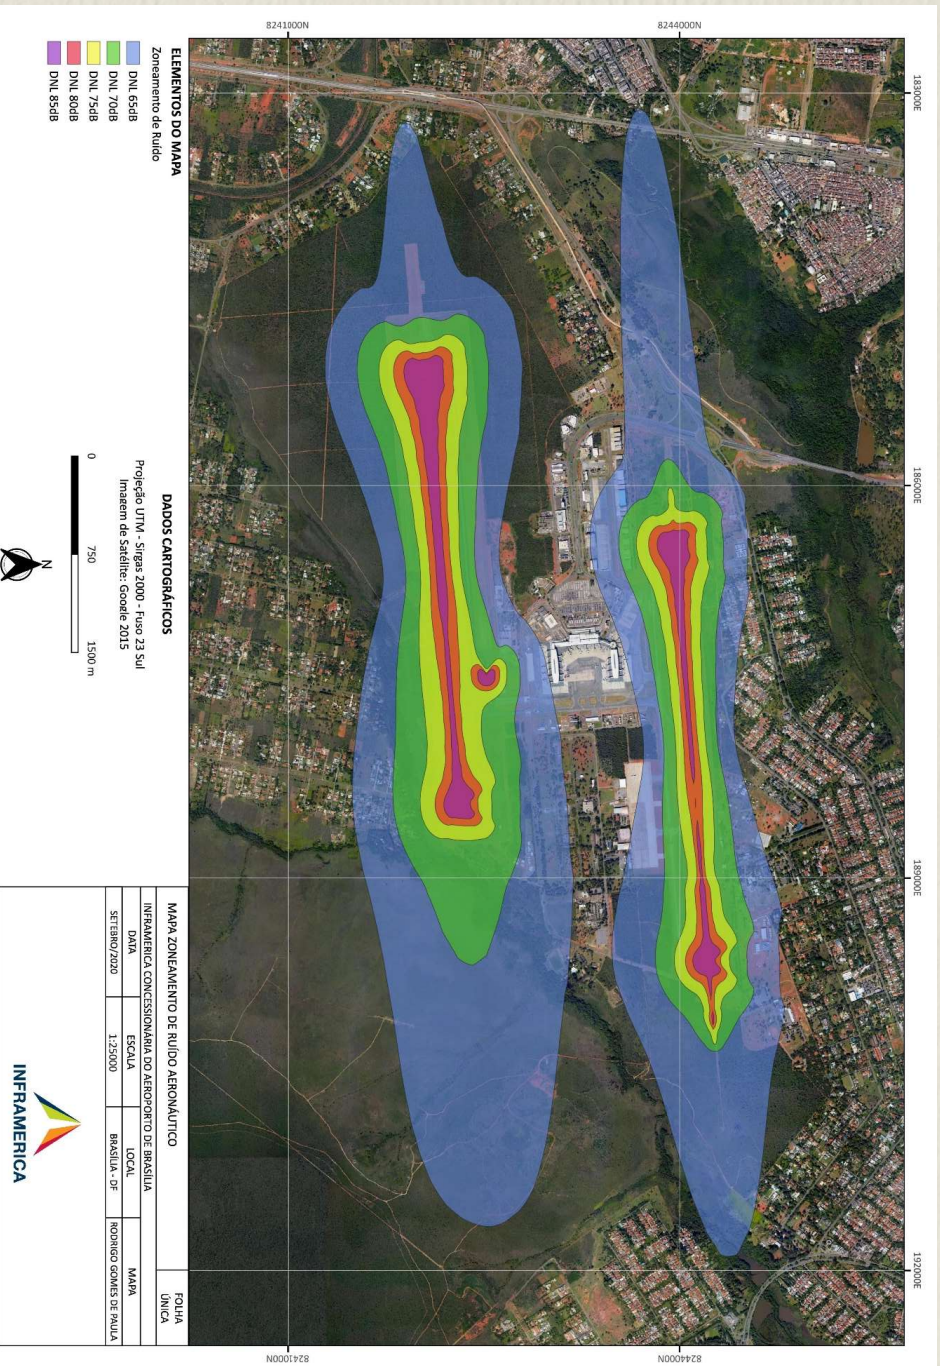 8241000N
8244000N
183000E
186000E
189000E
192000E
8241000N
8244000N
ELEMENTOS DO MAPA
Zoneamento de Ruído
DNL 65dB
DNL 70dB
DNL 75dB
DNL 80dB
DNL 85dB
DADOS CARTOGRÁFICOS
Projeção UTM - Sirgas 2000 - Fuso 23 Sul
Imagem de Satélite: Google 2015
0 750 1500 m
N
MAPA ZONEAMENTO DE RUÍDO AERONÁUTICO
FOLHA
ÚNICA
INFRAMERICA CONCESSIONÁRIA DO AEROPORTO DE BRASÍLIA
DATA ESCALA LOCAL MAPA
SETEBRO/2020 1:25000 BRASÍLIA - DF RODRIGO GOMES DE PAULA
INFRAMERICA